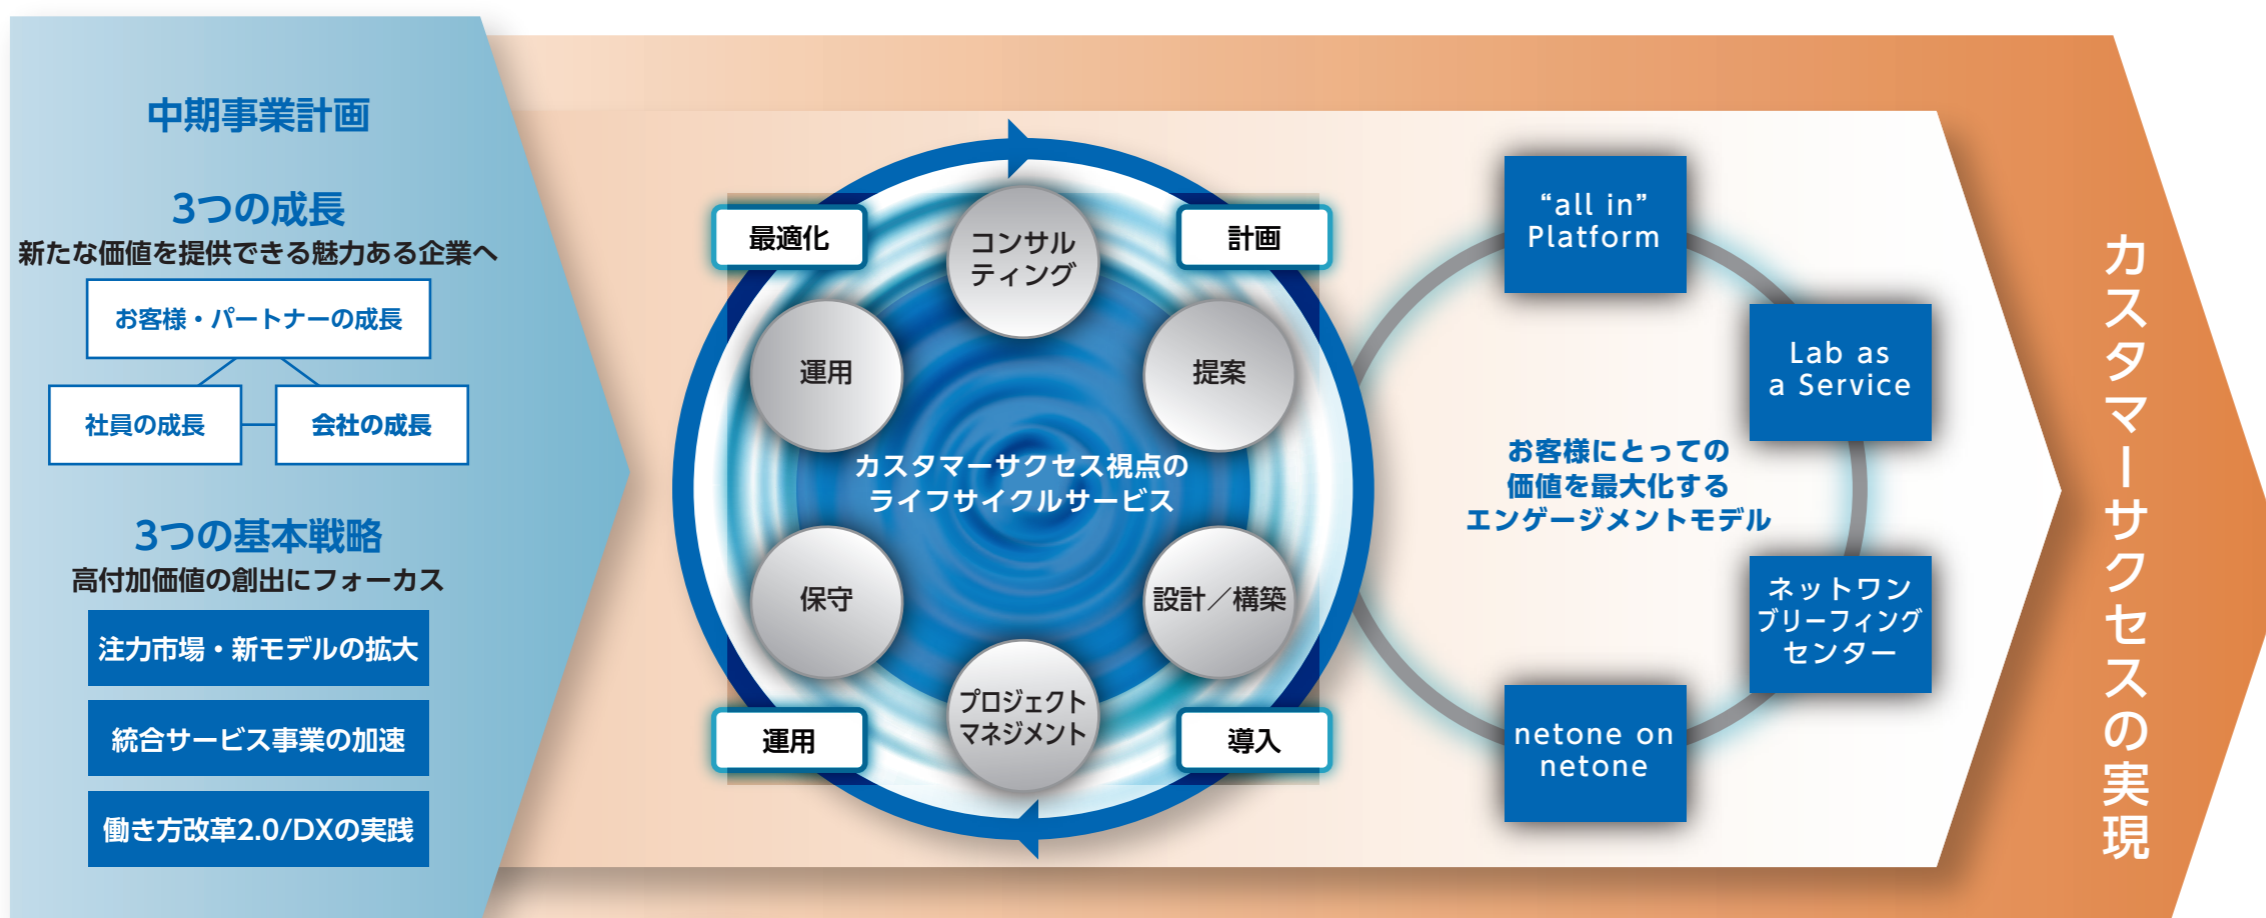 中期事業計画
3つの成長
新たな価値を提供できる魅力ある企業へ
お客様・パートナーの成長
社員の成長
会社の成長
3つの基本戦略
高付加価値の創出にフォーカス
注力市場・新モデルの拡大
統合サービス事業の加速
働き方改革2.0/DXの実践
最適化
計画
コンサル
ティング
運用
提案
カスタマーサクセス視点の
ライフサイクルサービス
保守
設計／構築
プロジェクト
マネジメント
運用
導入
“all in”
Platform
Lab as
a Service
お客様にとっての
価値を最大化する
エンゲージメントモデル
ネットワン
ブリーフィング
センター
netone on
netone
カスタマーサクセスの実現